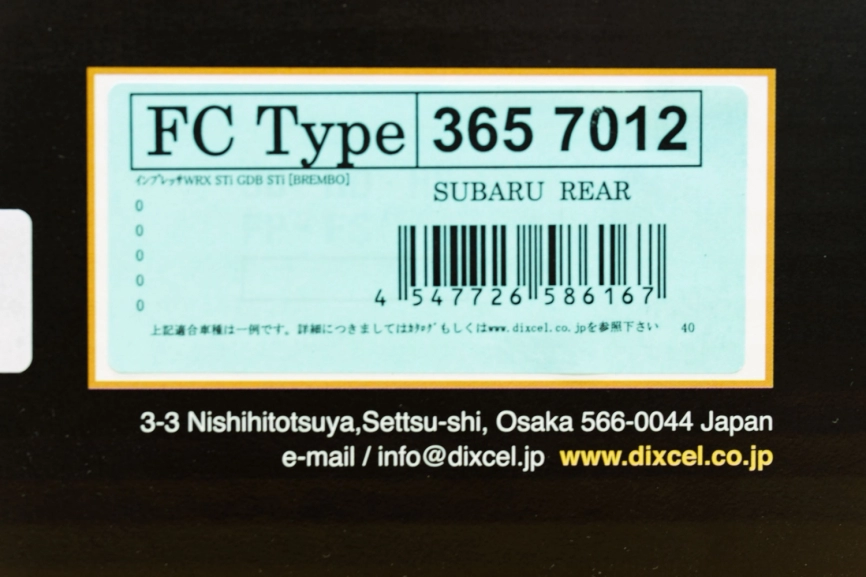 FC Type 365 7012
インプレッサWRX STi GDB STi [BREMBO]
SUBARU REAR
0
0
0
0
0
4 547726 586167
上記適合車種は一例です。詳細につきましてはｶﾀﾛｸﾞもしくはwww.dixcel.co.jpを参照下さい 40
3-3 Nishihitotsuya,Settsu-shi, Osaka 566-0044 Japan
e-mail / info@dixcel.jp www.dixcel.co.jp